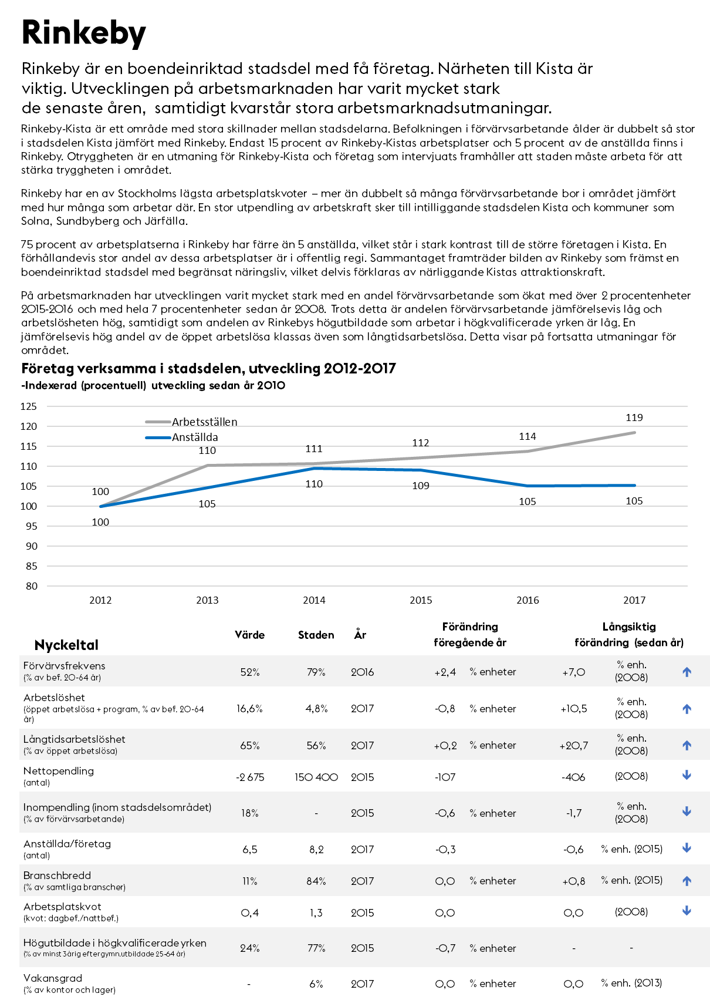 Rinkeby
Rinkeby är en boendeinriktad stadsdel med få företag. Närheten till Kista är
viktig. Utvecklingen på arbetsmarknaden har varit mycket stark
de senaste åren, samtidigt kvarstår stora arbetsmarknadsutmaningar.
Rinkeby-Kista är ett område med stora skillnader mellan stadsdelarna. Befolkningen i förvärvsarbetande ålder är dubbelt så stor
i stadsdelen Kista jämfört med Rinkeby. Endast 15 procent av Rinkeby-Kistas arbetsplatser och 5 procent av de anställda finns i
Rinkeby. Otryggheten är en utmaning för Rinkeby-Kista och företag som intervjuats framhåller att staden måste arbeta för att
stärka tryggheten i området.
Rinkeby har en av Stockholms lägsta arbetsplatskvoter – mer än dubbelt så många förvärvsarbetande bor i området jämfört
med hur många som arbetar där. En stor utpendling av arbetskraft sker till intilliggande stadsdelen Kista och kommuner som
Solna, Sundbyberg och Järfälla.
75 procent av arbetsplatserna i Rinkeby har färre än 5 anställda, vilket står i stark kontrast till de större företagen i Kista. En
förhållandevis stor andel av dessa arbetsplatser är i offentlig regi. Sammantaget framträder bilden av Rinkeby som främst en
boendeinriktad stadsdel med begränsat näringsliv, vilket delvis förklaras av närliggande Kistas attraktionskraft.
På arbetsmarknaden har utvecklingen varit mycket stark med en andel förvärvsarbetande som ökat med över 2 procentenheter
2015-2016 och med hela 7 procentenheter sedan år 2008. Trots detta är andelen förvärvsarbetande jämförelsevis låg och
arbetslösheten hög, samtidigt som andelen av Rinkebys högutbildade som arbetar i högkvalificerade yrken är låg. En
jämförelsevis hög andel av de öppet arbetslösa klassas även som långtidsarbetslösa. Detta visar på fortsatta utmaningar för
området.
Företag verksamma i stadsdelen, utveckling 2012-2017
-Indexerad (procentuell) utveckling sedan år 2010
125
120
115
110
105
100
95
90
85
80
Arbetsställen
Anställda
100 110 111 112 114 119
100 105 110 109 105 105
2012 2013 2014 2015 2016 2017
Nyckeltal Värde Staden År Förändring föregående år Långsiktig förändring (sedan år)
Förvärvsfrekvens
(% av bef. 20-64 år)
52% 79% 2016 +2,4 % enheter +7,0 % enh. (2008)
Arbetslöshet
(öppet arbetslösa + program, % av bef. 20-64
år)
16,6% 4,8% 2017 -0,8 % enheter +10,5 % enh. (2008)
Långtidsarbetslöshet
(% av öppet arbetslösa)
65% 56% 2017 +0,2 % enheter +20,7 % enh. (2008)
Nettopendling
(antal)
-2 675 150 400 2015 -107 -406 (2008)
Inompendling (inom stadsdelsområdet)
(% av förvärvsarbetande)
18% - 2015 -0,6 % enheter -1,7 % enh. (2008)
Anställda/företag
(antal)
6,5 8,2 2017 -0,3 -0,6 % enh. (2015)
Branschbredd
(% av samtliga branscher)
11% 84% 2017 0,0 % enheter +0,8 % enh. (2015)
Arbetsplatskvot
(kvot: dagbef./nattbef.)
0,4 1,3 2015 0,0 0,0 (2008)
Högutbildade i högkvalificerade yrken
(% av minst 3årig eftergymn.utbildade 25-64 år)
24% 77% 2015 -0,7 % enheter - -
Vakansgrad
(% av kontor och lager)
- 6% 2017 0,0 % enheter 0,0 % enh. (2013)